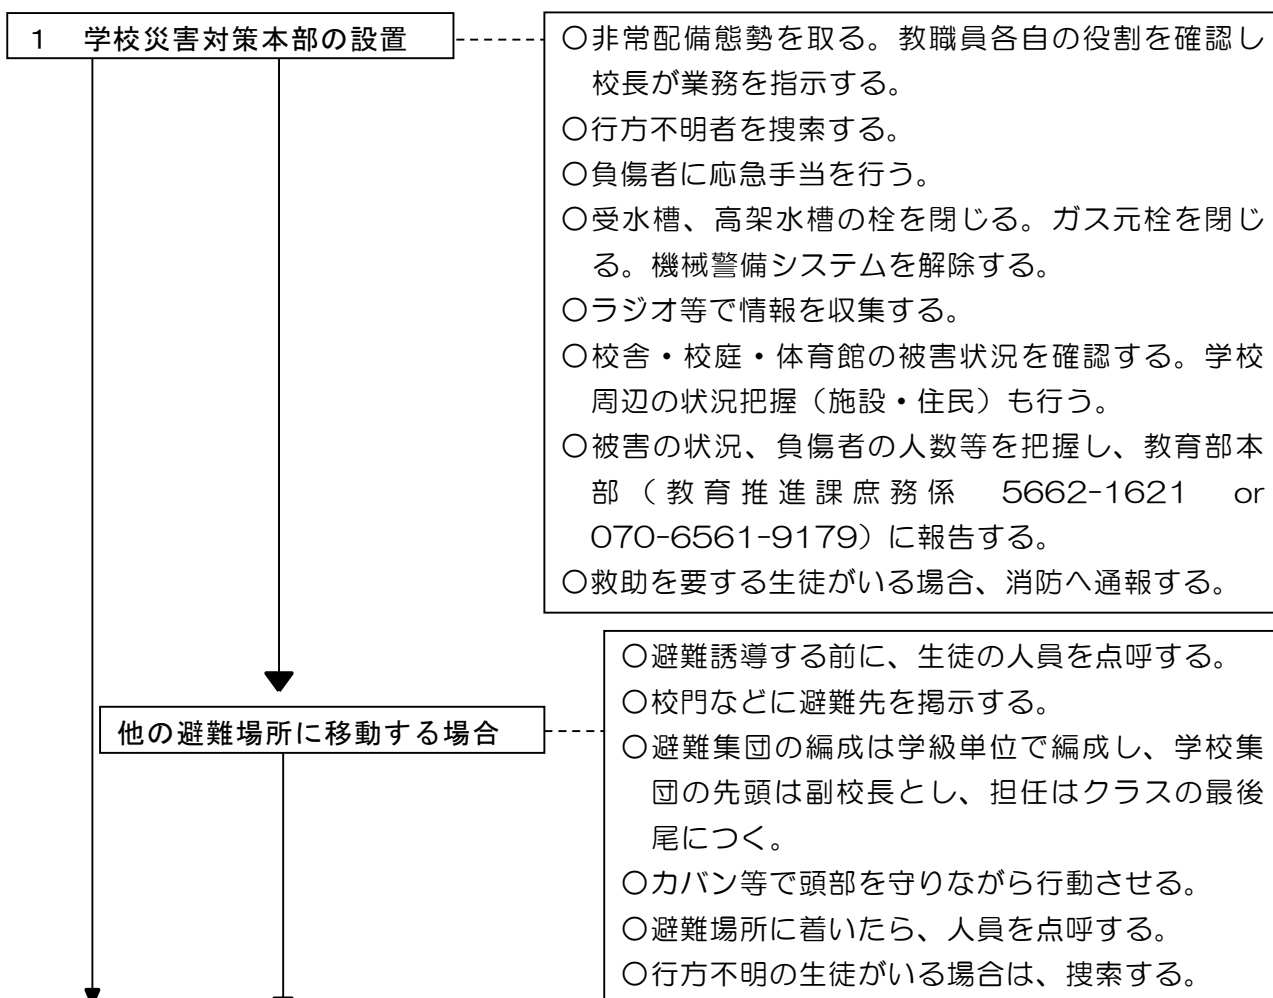 １　学校災害対策本部の設置
○非常配備態勢を取る。教職員各自の役割を確認し
校長が業務を指示する。
○行方不明者を捜索する。
○負傷者に応急手当を行う。
○受水槽、高架水槽の栓を閉じる。ガス元栓を閉じ
る。機械警備システムを解除する。
○ラジオ等で情報を収集する。
○校舎・校庭・体育館の被害状況を確認する。学校
周辺の状況把握（施設・住民）も行う。
○被害の状況、負傷者の人数等を把握し、教育部本
部（教育推進課庶務係　5662-1621　or
070-6561-9179）に報告する。
○救助を要する生徒がいる場合、消防へ通報する。
他の避難場所に移動する場合
○避難誘導する前に、生徒の人員を点呼する。
○校門などに避難先を掲示する。
○避難集団の編成は学級単位で編成し、学校集
団の先頭は副校長とし、担任はクラスの最後
尾につく。
○カバン等で頭部を守りながら行動させる。
○避難場所に着いたら、人員を点呼する。
○行方不明の生徒がいる場合は、捜索する。